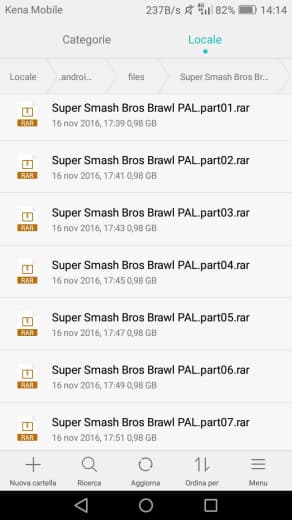 Kena Mobile 237B/s 4G 82% 14:14
Categorie Locale
Locale .androi... files Super Smash Bros Br...
Super Smash Bros Brawl PAL.part01.rar
RAR 16 nov 2016, 17:39 0,98 GB
Super Smash Bros Brawl PAL.part02.rar
RAR 16 nov 2016, 17:41 0,98 GB
Super Smash Bros Brawl PAL.part03.rar
RAR 16 nov 2016, 17:43 0,98 GB
Super Smash Bros Brawl PAL.part04.rar
RAR 16 nov 2016, 17:45 0,98 GB
Super Smash Bros Brawl PAL.part05.rar
RAR 16 nov 2016, 17:47 0,98 GB
Super Smash Bros Brawl PAL.part06.rar
RAR 16 nov 2016, 17:49 0,98 GB
Super Smash Bros Brawl PAL.part07.rar
RAR 16 nov 2016, 17:51 0,98 GB
Nuova cartella Ricerca Aggiorna Ordina per Menu